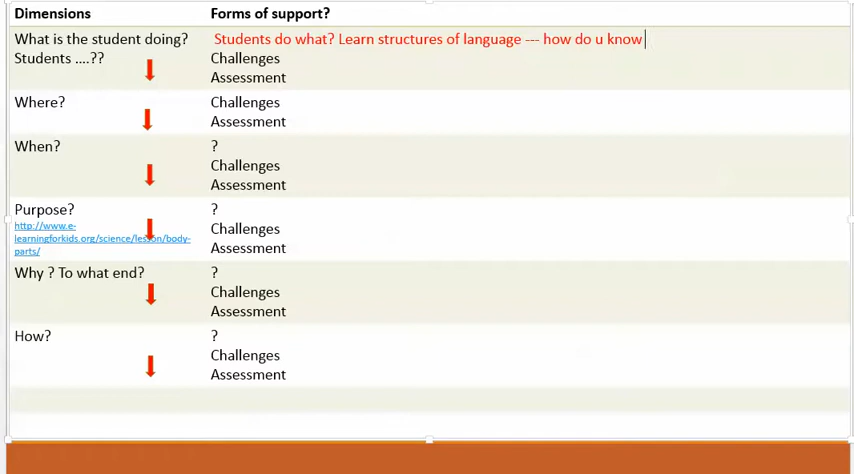 Dimensions
Forms of support?
What is the student doing?
Students ....??
Students do what? Learn structures of language --- how do u know
Challenges
Assessment
Where?
Challenges
Assessment
When?
?
Challenges
Assessment
Purpose?
http://www.e-
learningforkids.org/science/lesson/body-
parts/
?
Challenges
Assessment
Why ? To what end?
?
Challenges
Assessment
How?
?
Challenges
Assessment